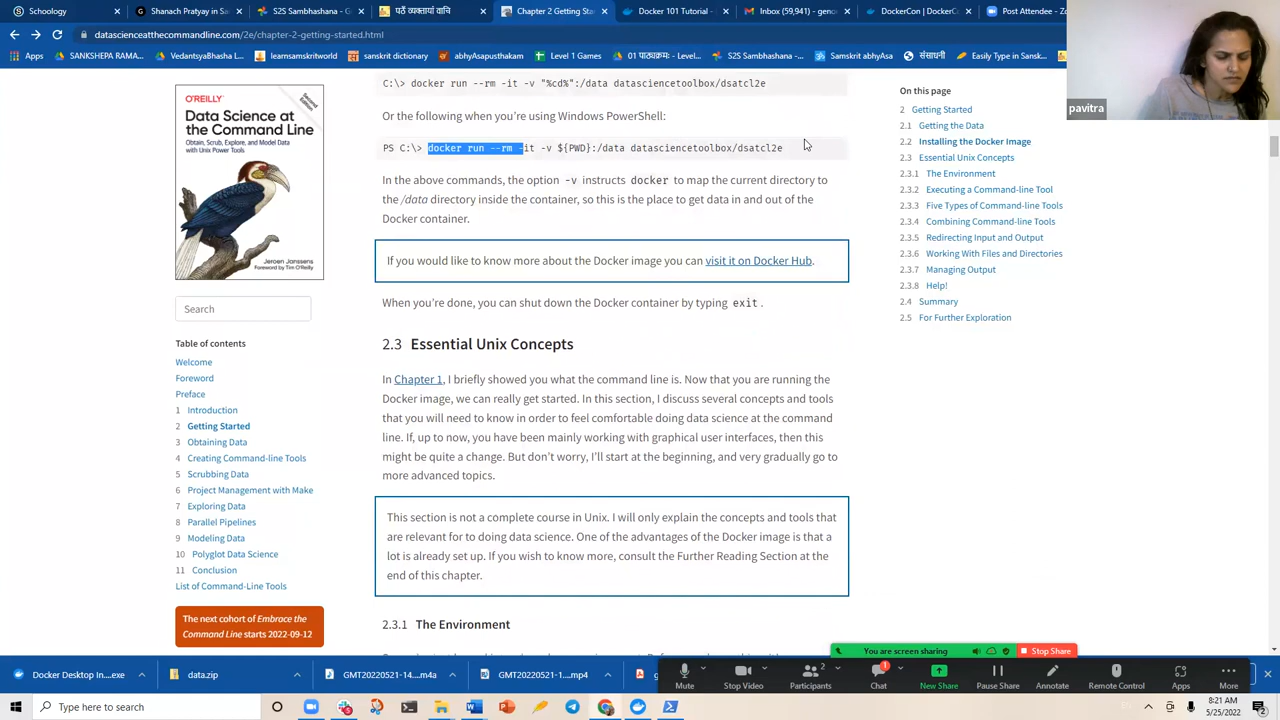 Schoology
Shanach Pratyay in Sans
S2S Sambhashana - Goo
पठेँ व्यक्तायां वाचि
Chapter 2 Getting Starte
Docker 101 Tutorial -
Inbox (59,941) - geno
DockerCon | DockerCo
Post Attendee - Zo
datascienceatthecommandline.com/2e/chapter-2-getting-started.html
Apps
SANKSHEPA RAMA...
VedantsyaBhasha L...
learnsamskrit
sanskrit dictionary
abhyAsapusthakam
Level 1 Games
01 पाठ्यक्रमः - Level...
S2S Sambhashana -...
Samskrit abhyAsa
संसाधनी
Easily Type in Sanskr...
pavitra
O'REILLY
Second Edition
Data Science at
the Command Line
Obtain, Scrub, Explore, and Model Data
with Unix Power Tools
Jeroen Janssens
Foreword by Tim O'Reilly
Search
Table of contents
Welcome
Foreword
Preface
1 Introduction
2 Getting Started
3 Obtaining Data
4 Creating Command-line Tools
5 Scrubbing Data
6 Project Management with Make
7 Exploring Data
8 Parallel Pipelines
9 Modeling Data
10 Polyglot Data Science
11 Conclusion
List of Command-Line Tools
The next cohort of Embrace the
Command Line starts 2022-09-12
C:\> docker run --rm -it -v "%cd%":/data datasciencetoolbox/dsatcl2e
Or the following when you're using Windows PowerShell:
PS C:\> docker run --rm -it -v ${PWD}:/data datasciencetoolbox/dsatcl2e
In the above commands, the option -v instructs docker to map the current directory to
the /data directory inside the container, so this is the place to get data in and out of the
Docker container.
If you would like to know more about the Docker image you can visit it on Docker Hub.
When you're done, you can shut down the Docker container by typing exit .
2.3 Essential Unix Concepts
In Chapter 1, I briefly showed you what the command line is. Now that you are running the
Docker image, we can really get started. In this section, I discuss several concepts and tools
that you will need to know in order to feel comfortable doing data science at the command
line. If, up to now, you have been mainly working with graphical user interfaces, then this
might be quite a change. But don't worry, I'll start at the beginning, and very gradually go to
more advanced topics.
This section is not a complete course in Unix. I will only explain the concepts and tools that
are relevant for to doing data science. One of the advantages of the Docker image is that a
lot is already set up. If you wish to know more, consult the Further Reading Section at the
end of this chapter.
2.3.1 The Environment
On this page
2 Getting Started
2.1 Getting the Data
2.2 Installing the Docker Image
2.3 Essential Unix Concepts
2.3.1 The Environment
2.3.2 Executing a Command-line Tool
2.3.3 Five Types of Command-line Tools
2.3.4 Combining Command-line Tools
2.3.5 Redirecting Input and Output
2.3.6 Working With Files and Directories
2.3.7 Managing Output
2.3.8 Help!
2.4 Summary
2.5 For Further Exploration
You are screen sharing
Stop Share
Docker Desktop In....exe
data.zip
GMT20220521-14....m4a
GMT20220521-....mp4
Mute
Stop Video
2
Participants
1
Chat
New Share
Pause Share
Annotate
Remote Control
Apps
More
Type here to search
8:21 AM
5/25/2022
2